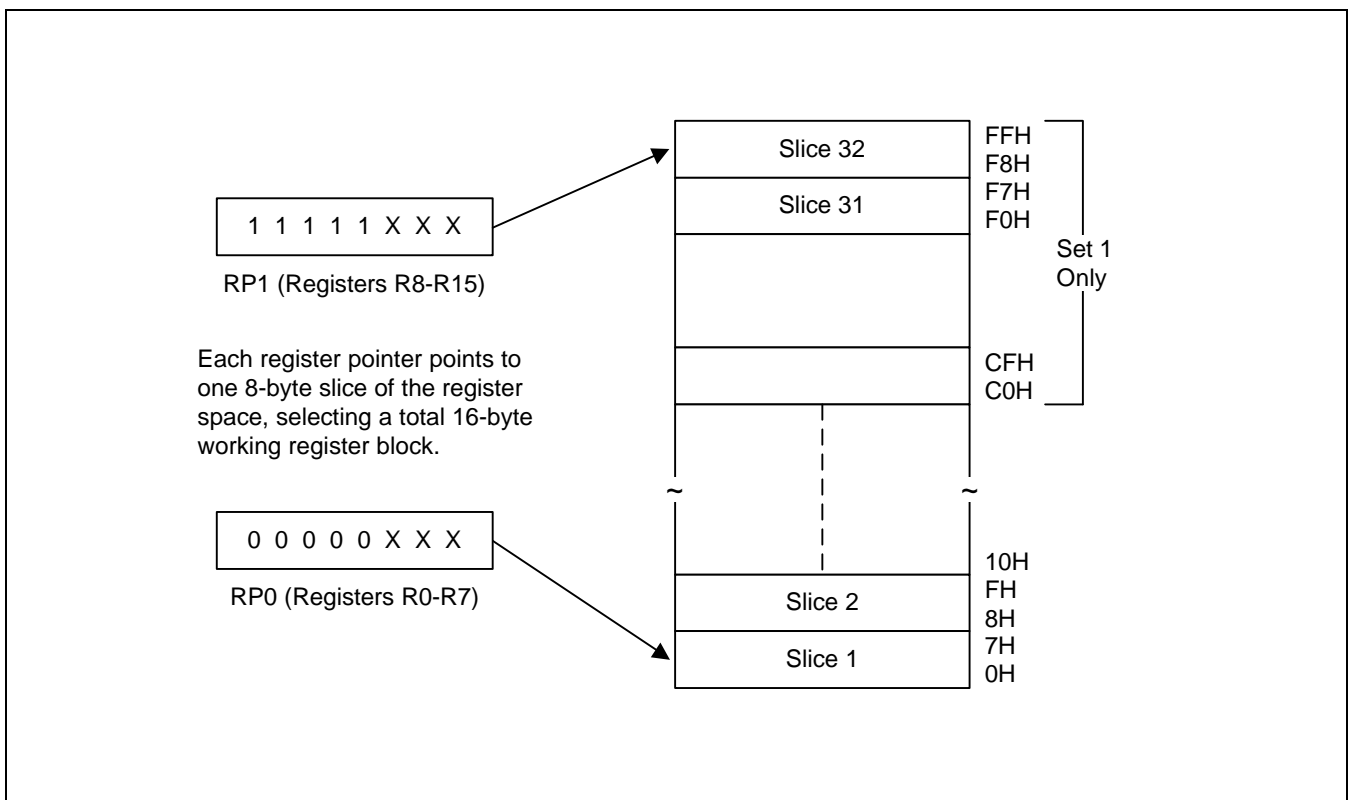 1 1 1 1 1 X X X
RP1 (Registers R8-R15)
Each register pointer points to
one 8-byte slice of the register
space, selecting a total 16-byte
working register block.
0 0 0 0 0 X X X
RP0 (Registers R0-R7)
Slice 32
Slice 31
~
~
Slice 2
Slice 1
FFH
F8H
F7H
F0H
CFH
C0H
10H
FH
8H
7H
0H
Set 1
Only